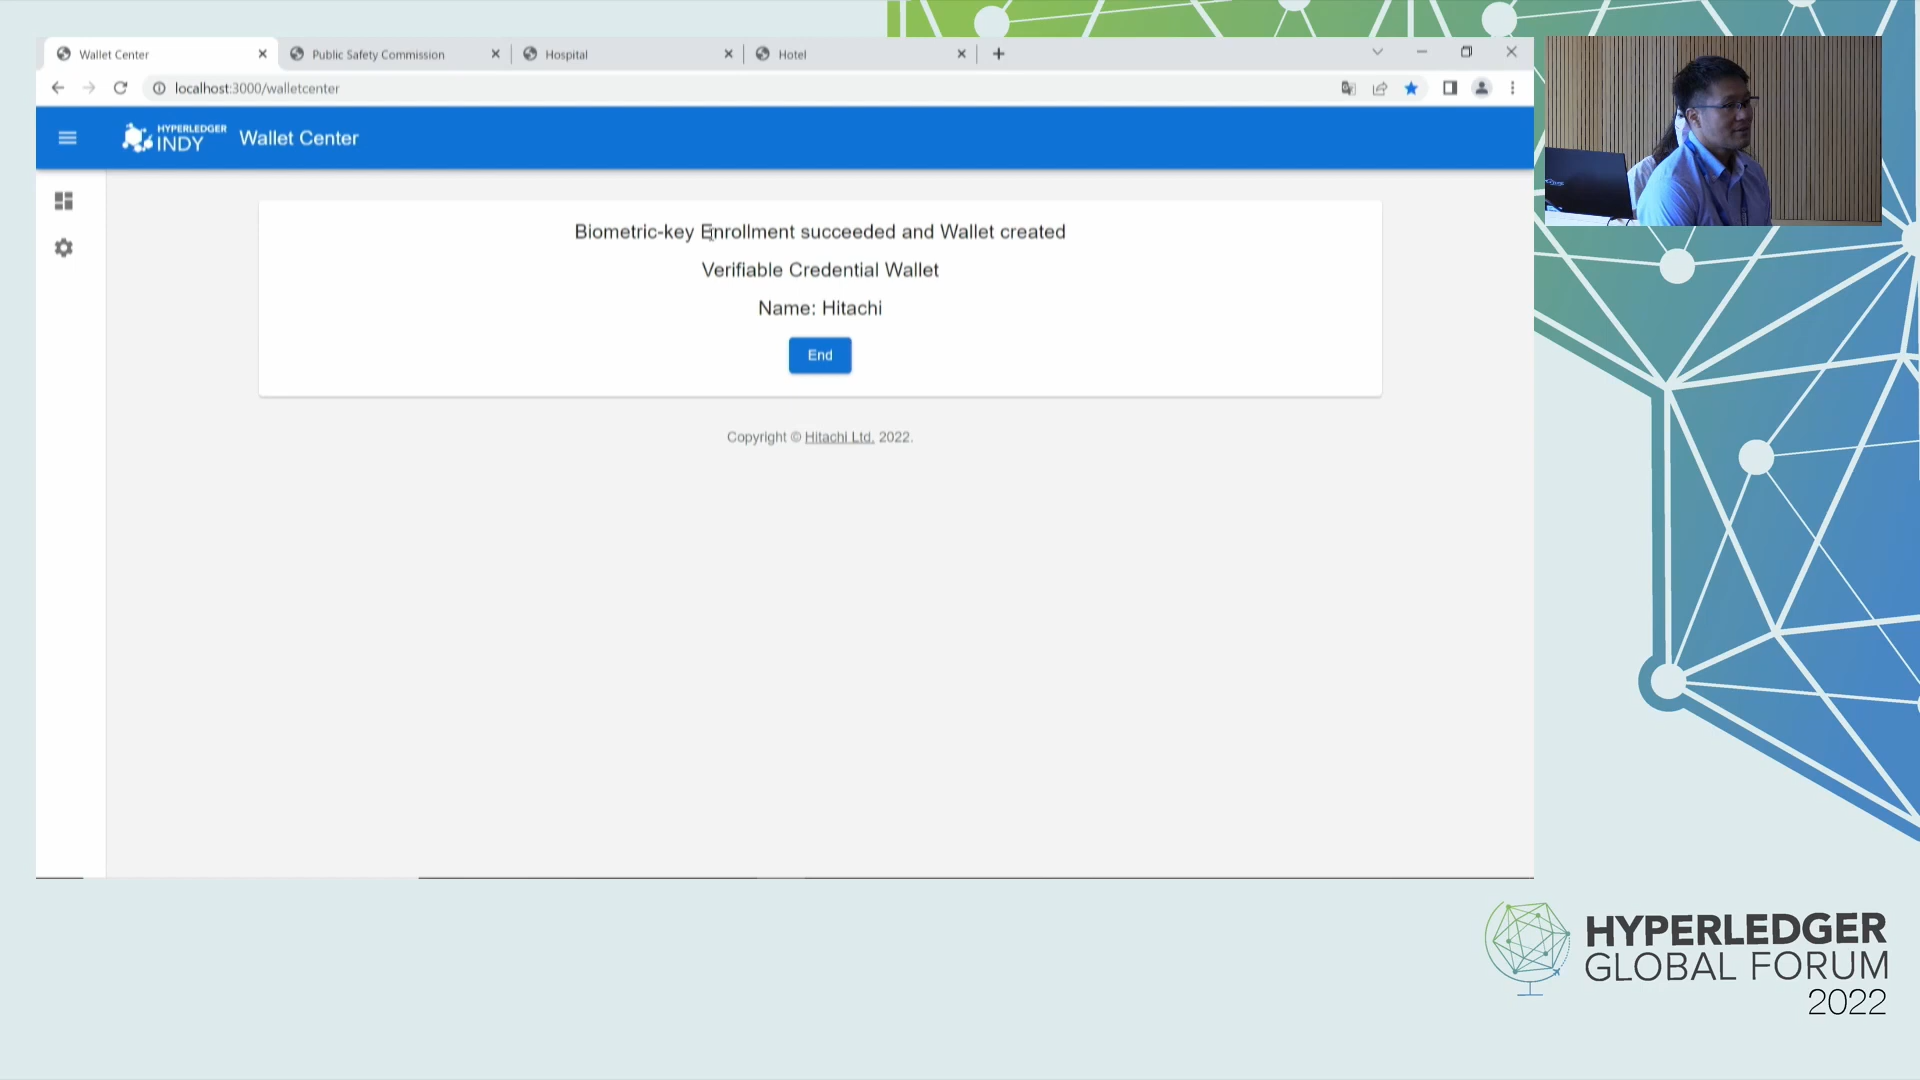 Wallet Center
Public Safety Commission
Hospital
Hotel
localhost:3000/walletcenter
HYPERLEDGER
INDY
Wallet Center
Biometric-key Enrollment succeeded and Wallet created
Verifiable Credential Wallet
Name: Hitachi
End
Copyright © Hitachi Ltd. 2022.
HYPERLEDGER
GLOBAL FORUM
2022